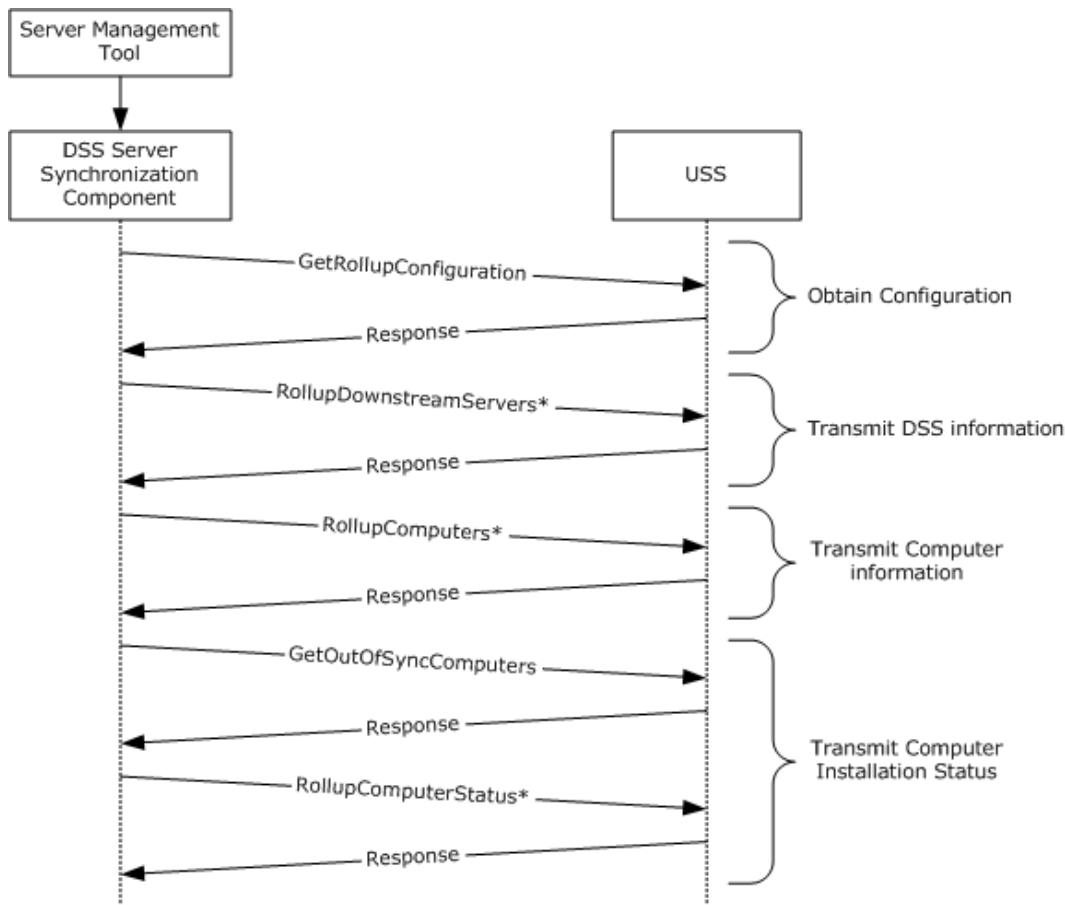 Server Management
Tool
DSS Server
Synchronization
Component
USS
GetRollupConfiguration
Response
Obtain Configuration
RollupDownstreamServers*
Response
Transmit DSS information
RollupComputers*
Response
Transmit Computer
information
GetOutOfSyncComputers
Response
RollupComputerStatus*
Response
Transmit Computer
Installation Status